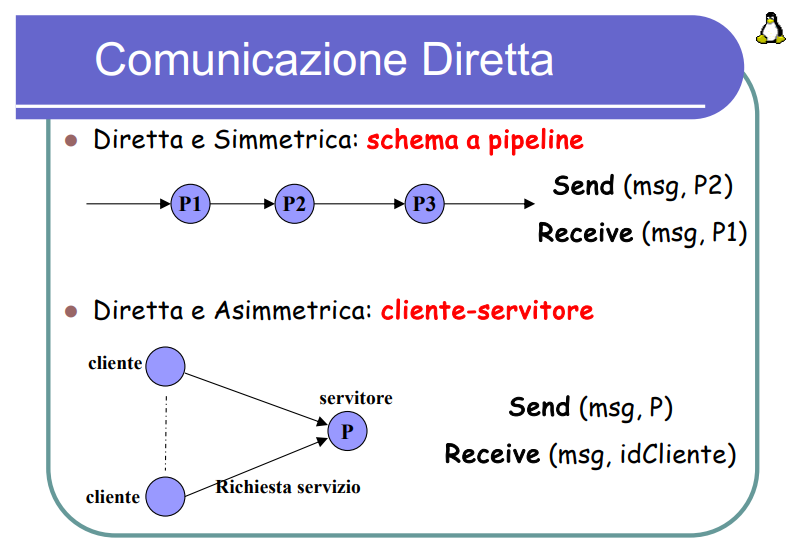 Comunicazione Diretta
Diretta e Simmetrica: schema a pipeline
P1
P2
P3
Send (msg, P2)
Receive (msg, P1)
Diretta e Asimmetrica: cliente-servitore
cliente
servitore
P
cliente
Richiesta servizio
Send (msg, P)
Receive (msg, idCliente)